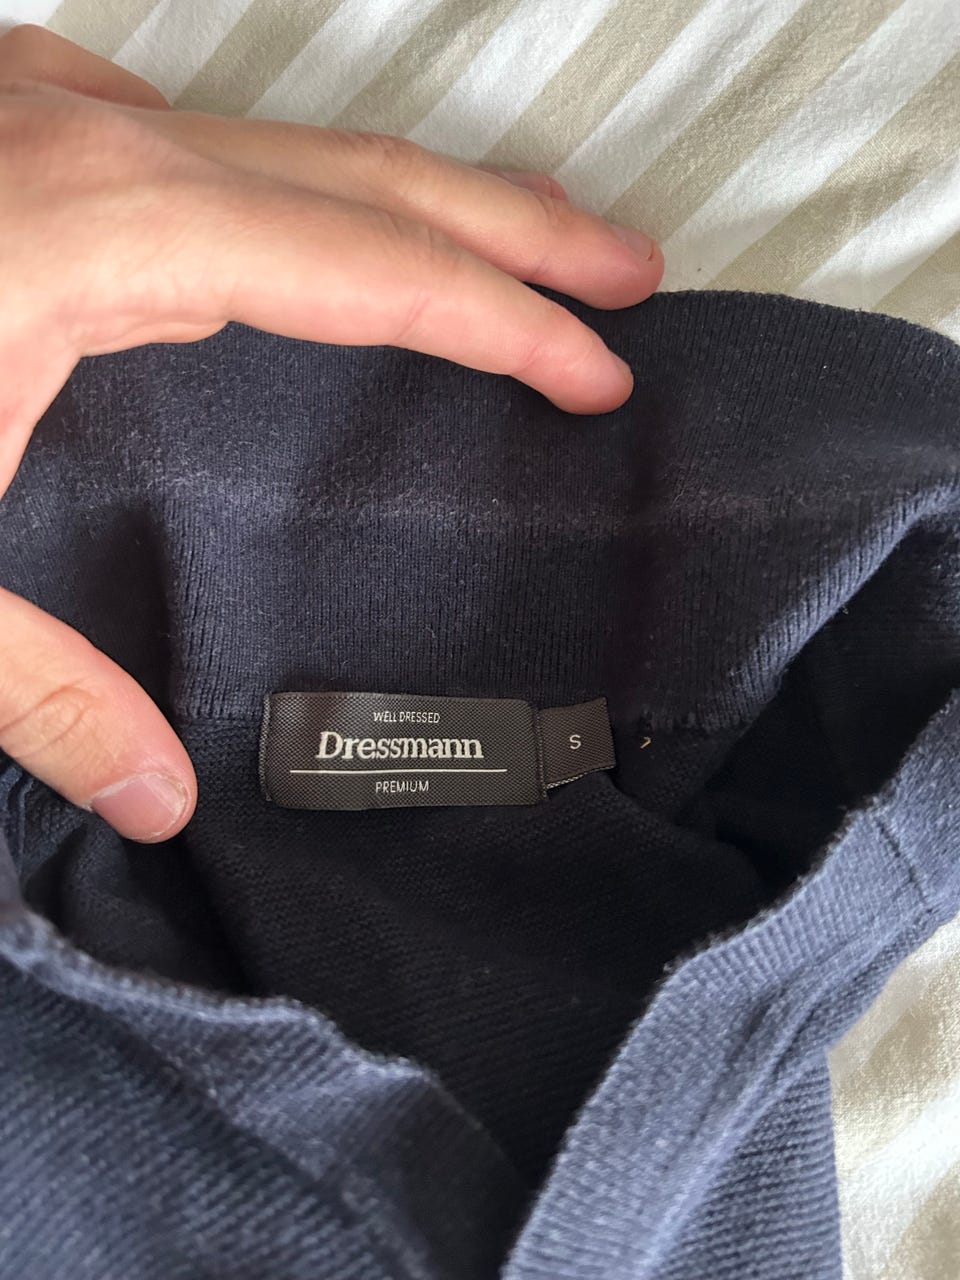 WELL DRESSED
Dressmann
PREMIUM
S